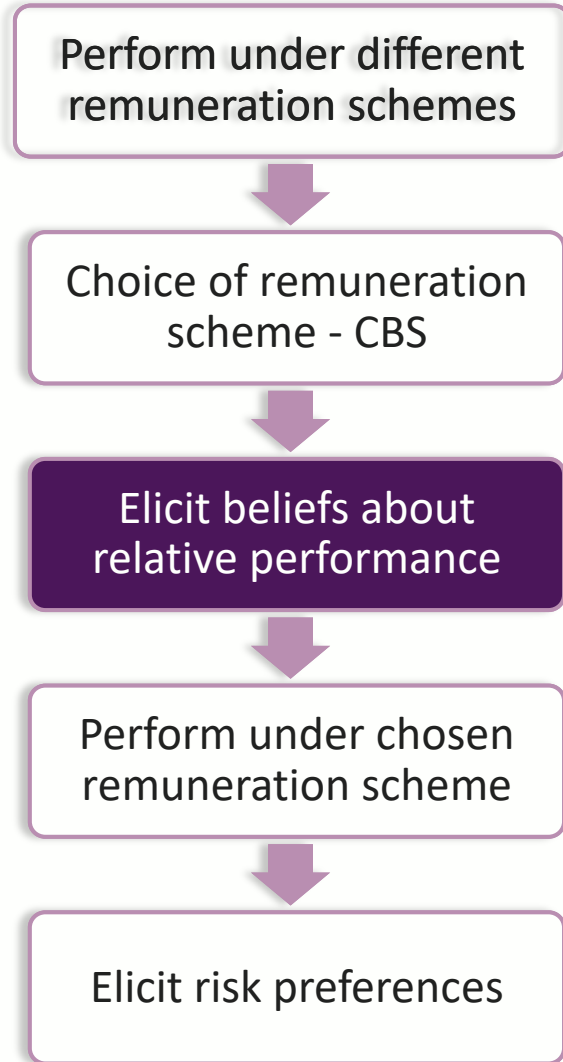 Perform under different
remuneration schemes
Choice of remuneration
scheme - CBS
Elicit beliefs about
relative performance
Perform under chosen
remuneration scheme
Elicit risk preferences